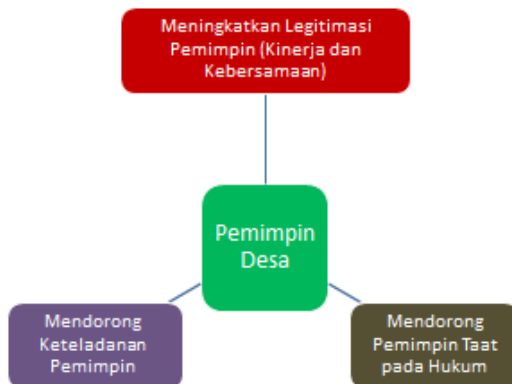 Meningkatkan Legitimasi
Pemimpin (Kinerja dan
Kebersamaan)
Pemimpin
Desa
Mendorong
Keteladanan
Pemimpin
Mendorong
Pemimpin Taat
pada Hukum